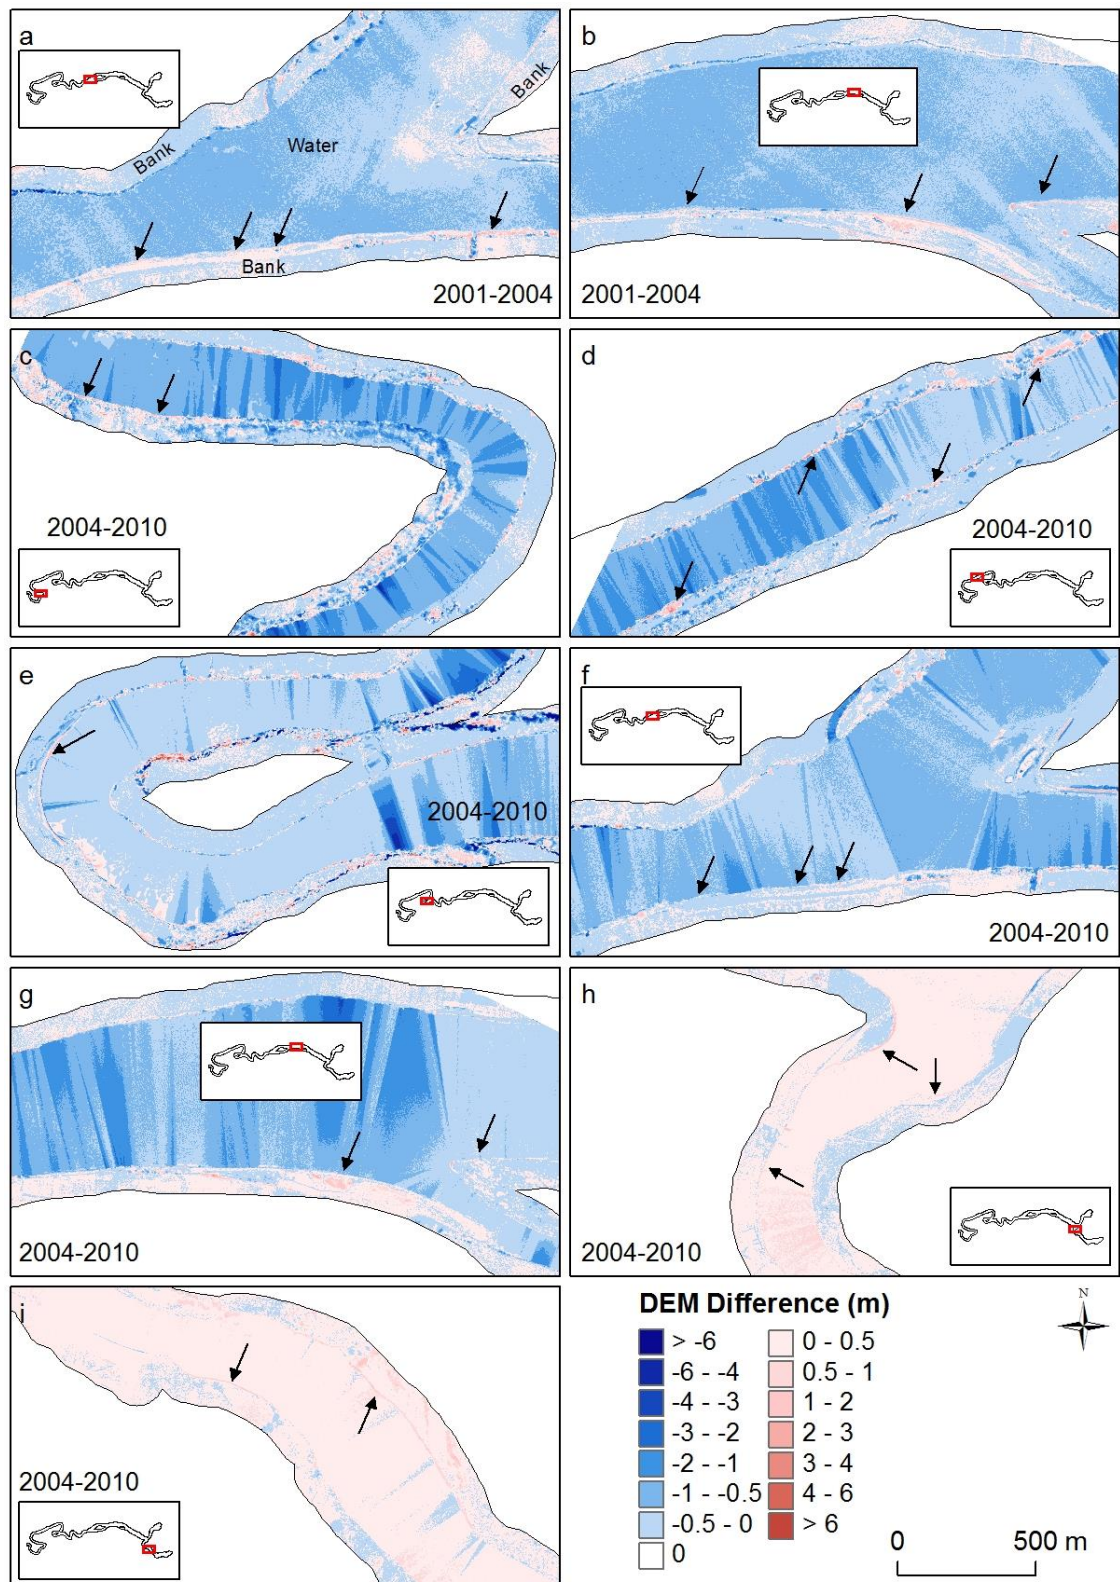 a
Bank
Water
Bank
Bank
2001-2004
b
2001-2004
c
2004-2010
d
2004-2010
e
2004-2010
f
2004-2010
g
2004-2010
h
2004-2010
i
2004-2010
DEM Difference (m)
N
> -6
-6 - -4
-4 - -3
-3 - -2
-2 - -1
-1 - -0.5
-0.5 - 0
0
0 - 0.5
0.5 - 1
1 - 2
2 - 3
3 - 4
4 - 6
> 6
0 500 m